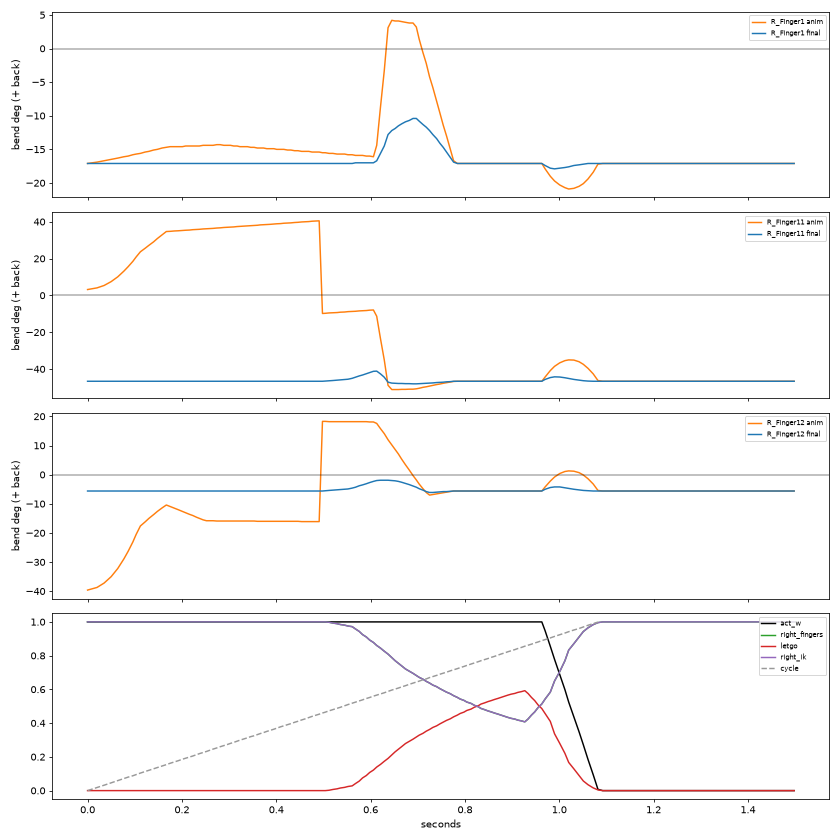 5
0
−5
−10
−15
−20
bend deg (+ back)
R_Finger1 anim
R_Finger1 final
40
20
0
−20
−40
bend deg (+ back)
R_Finger11 anim
R_Finger11 final
20
10
0
−10
−20
−30
−40
bend deg (+ back)
R_Finger12 anim
R_Finger12 final
1.0
0.8
0.6
0.4
0.2
0.0
act_w
right_fingers
letgo
right_ik
cycle
0.0 0.2 0.4 0.6 0.8 1.0 1.2 1.4
seconds